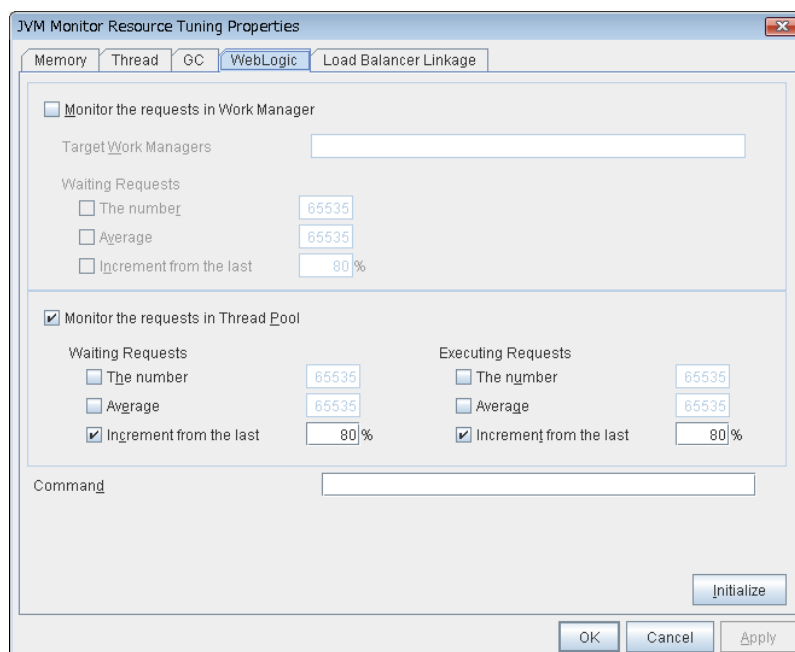 JVM Monitor Resource Tuning Properties
Memory Thread GC WebLogic Load Balancer Linkage
Monitor the requests in Work Manager
Target Work Managers
Waiting Requests
The number 65535
Average 65535
Increment from the last 80 %
Monitor the requests in Thread Pool
Waiting Requests Executing Requests
The number 65535 The number 65535
Average 65535 Average 65535
Increment from the last 80 % Increment from the last 80 %
Command
Initialize
OK Cancel Apply